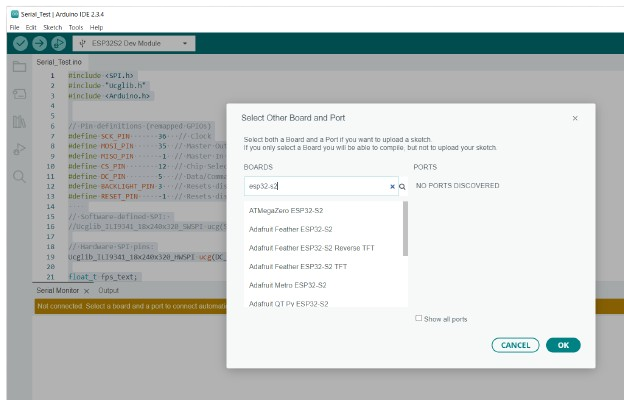 Serial_Test | Arduino IDE 2.3.4
File Edit Sketch Tools Help
ESP32S2 Dev Module
Serial_Test.ino
1 #include <SPI.h>
2 #include "Ucglib.h"
3 #include <Arduino.h>
4
5
6 // Pin definitions (remapped GPIOs)
7 #define SCK_PIN 36 // Clock
8 #define MOSI_PIN 35 // Master Out
9 #define MISO_PIN 1 // Master In
10 #define CS_PIN 12 // Chip Selec
11 #define DC_PIN 5 // Data/Comma
12 #define BACKLIGHT_PIN 3 // Resets dis
13 #define RESET_PIN 1 // Resets dis
14
15 // Software-defined SPI:
16 //Ucglib_ILI9341_18x240x320_SWSPI ucg(
17
18 // Hardware SPI pins:
19 Ucglib_ILI9341_18x240x320_HWSPI ucg(DC_
20
21 float_t fps_text;
Serial Monitor x Output
Not connected. Select a board and a port to connect automati
Select Other Board and Port
Select both a Board and a Port if you want to upload a sketch.
If you only select a Board you will be able to compile, but not to upload your sketch.
BOARDS PORTS
esp32-s2
NO PORTS DISCOVERED
ATMegaZero ESP32-S2
Adafruit Feather ESP32-S2
Adafruit Feather ESP32-S2 Reverse TFT
Adafruit Feather ESP32-S2 TFT
Adafruit Metro ESP32-S2
Adafruit QT Py ESP32-S2
Show all ports
CANCEL OK